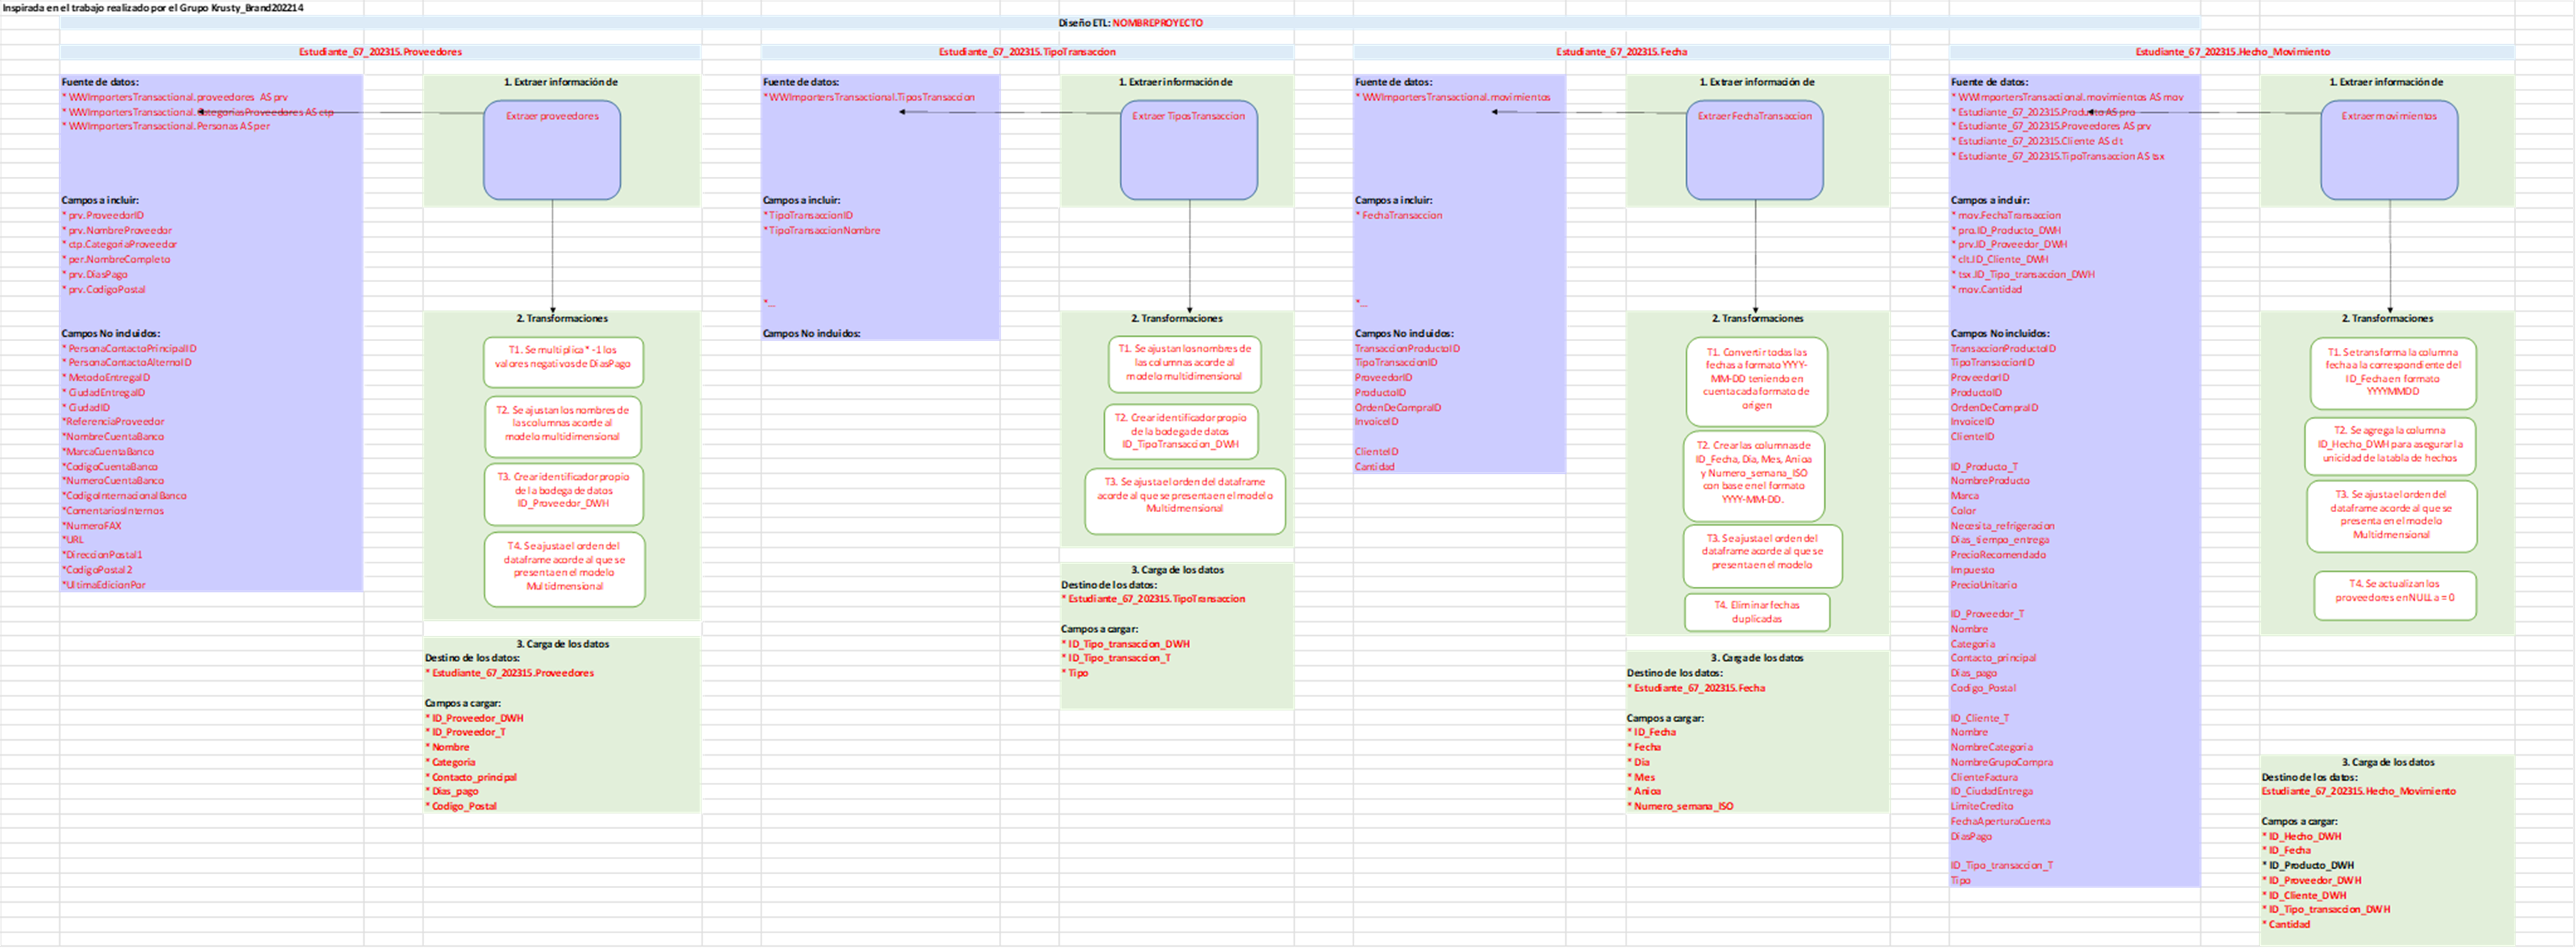 Inspirada en el trabajo realizado por el Grupo Krusty_Brand202214
Diseño ETL: NOMBREPROYECTO
Estudiante_67_202315.Proveedores
Fuente de datos:
* WWImportersTransactional.proveedores AS prv
* WWImportersTransactional.CategoriasProveedores AS ctp
* WWImportersTransactional.Personas AS per
Campos a incluir:
* prv.ProveedorID
* prv.NombreProveedor
* ctp.CategoriaProveedor
* per.NombreCompleto
* prv.DiasPago
* prv.CodigoPostal
Campos No incluidos:
* PersonaContactoPrincipalID
* PersonaContactoAlternoID
* MetodoEntregaID
* CiudadEntregaID
* CiudadID
*ReferenciaProveedor
*NombreCuentaBanco
*MarcaCuentaBanco
*CodigoCuentaBanco
*NumeroCuentaBanco
*CodigoInternacionalBanco
*ComentariosInternos
*NumeroFAX
*URL
*DireccionPostal1
*CodigoPostal2
*UltimaEdicionPor
1. Extraer información de
Extraer proveedores
2. Transformaciones
T1. Se multiplica * -1 los
valores negativos de DiasPago
T2. Se ajustan los nombres de
las columnas acorde al
modelo multidimensional
T3. Crear identificador propio
de la bodega de datos
ID_Proveedor_DWH
T4. Se ajusta el orden del
dataframe acorde al que se
presenta en el modelo
Multidmensional
3. Carga de los datos
Destino de los datos:
* Estudiante_67_202315.Proveedores
Campos a cargar:
* ID_Proveedor_DWH
* ID_Proveedor_T
* Nombre
* Categoria
* Contacto_principal
* Dias_pago
* Codigo_Postal
Estudiante_67_202315.TipoTransaccion
Fuente de datos:
*WWImportersTransactional.TiposTransaccion
Campos a incluir:
*TipoTransaccionID
*TipoTransaccionNombre
*...
Campos No incluidos:
1. Extraer información de
Extraer TiposTransaccion
2. Transformaciones
T1. Se ajustan los nombres de
las columnas acorde al
modelo multidimensional
T2. Crear identificador propio
de la bodega de datos
ID_TipoTransaccion_DWH
T3. Se ajusta el orden del dataframe
acorde al que se presenta en el modelo
Multidmensional
3. Carga de los datos
Destino de los datos:
* Estudiante_67_202315.TipoTransaccion
Campos a cargar:
* ID_Tipo_transaccion_DWH
* ID_Tipo_transaccion_T
* Tipo
Estudiante_67_202315.Fecha
Fuente de datos:
* WWImportersTransactional.movimientos
Campos a incluir:
* FechaTransaccion
*...
Campos No incluidos:
TransaccionProductoID
TipoTransaccionID
ProveedorID
ProductoID
OrdenDeCompraID
InvoiceID
ClienteID
Cantidad
1. Extraer información de
Extraer FechaTransaccion
2. Transformaciones
T1. Convertir todas las
fechas a formato YYYY-
MM-DD teniendo en
cuenta cada formato de
origen
T2. Crear las columnas de
ID_Fecha, Dia, Mes, Anioa
y Numero_semana_ISO
con base en el formato
YYYY-MM-DD.
T3. Se ajusta el orden del
dataframe acorde al que se
presenta en el modelo
T4. Eliminar fechas
duplicadas
3. Carga de los datos
Destino de los datos:
* Estudiante_67_202315.Fecha
Campos a cargar:
* ID_Fecha
* Fecha
* Dia
* Mes
* Anioa
* Numero_semana_ISO
Estudiante_67_202315.Hecho_Movimiento
Fuente de datos:
* WWImportersTransactional.movimientos AS mov
* Estudiante_67_202315.Producto AS pro
* Estudiante_67_202315.Proveedores AS prv
* Estudiante_67_202315.Cliente AS clt
* Estudiante_67_202315.TipoTransaccion AS tsx
Campos a incluir:
* mov.FechaTransaccion
* pro.ID_Producto_DWH
* prv.ID_Proveedor_DWH
* clt.ID_Cliente_DWH
* tsx.ID_Tipo_transaccion_DWH
* mov.Cantidad
Campos No incluidos:
TransaccionProductoID
TipoTransaccionID
ProveedorID
ProductoID
OrdenDeCompraID
InvoiceID
ClienteID
ID_Producto_T
NombreProducto
Marca
Color
Necesita_refrigeracion
Dias_tiempo_entrega
PrecioRecomendado
Impuesto
PrecioUnitario
ID_Proveedor_T
Nombre
Categoria
Contacto_principal
Dias_pago
Codigo_Postal
ID_Cliente_T
Nombre
NombreCategoria
NombreGrupoCompra
ClienteFactura
ID_CiudadEntrega
LimiteCredito
FechaAperturaCuenta
DiasPago
ID_Tipo_transaccion_T
Tipo
1. Extraer información de
Extraer movimientos
2. Transformaciones
T1. Se transforma la columna
fecha a la correspondiente del
ID_Fecha en formato
YYYYMMDD
T2. Se agrega la columna
ID_Hecho_DWH para asegurar la
unicidad de la tabla de hechos
T3. Se ajusta el orden del
dataframe acorde al que se
presenta en el modelo
Multidmensional
T4. Se actualizan los
proveedores en NULL a = 0
3. Carga de los datos
Destino de los datos:
Estudiante_67_202315.Hecho_Movimiento
Campos a cargar:
* ID_Hecho_DWH
* ID_Fecha
* ID_Producto_DWH
* ID_Proveedor_DWH
* ID_Cliente_DWH
* ID_Tipo_transaccion_DWH
* Cantidad